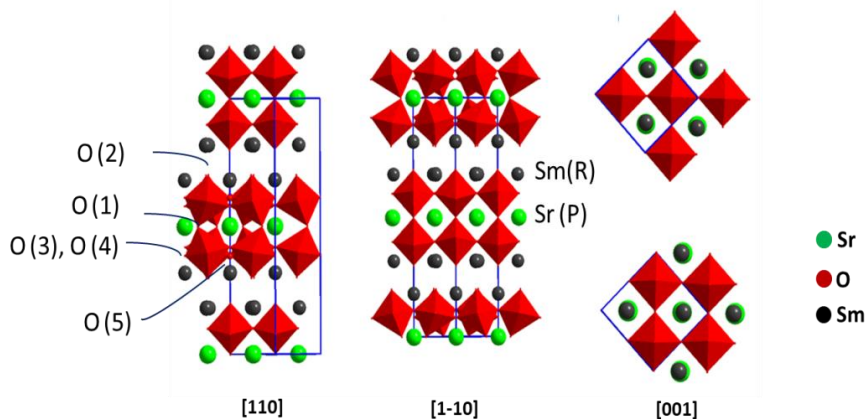 O (2)
O (1)
O (3), O (4)
O (5)
Sm(R)
Sr (P)
Sr
O
Sm
[110]
[1-10]
[001]